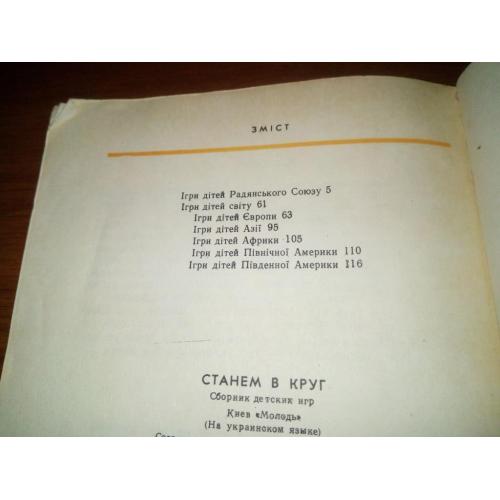 ЗМІСТ
Ігри дітей Радянського Союзу 5
Ігри дітей світу 61
Ігри дітей Європи 63
Ігри дітей Азії 95
Ігри дітей Африки 105
Ігри дітей Північної Америки 110
Ігри дітей Південної Америки 116
СТАНЕМ В КРУГ
Сборник детских игр
Киев «Молодь»
(На украинском языке)